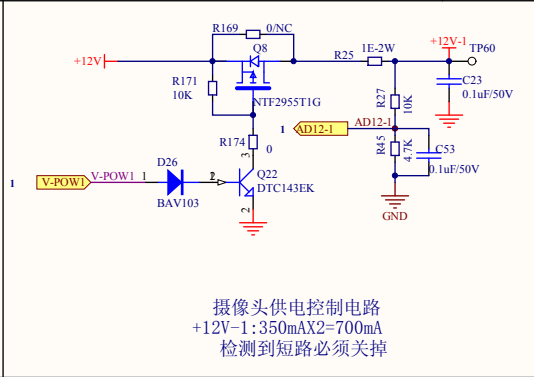 R169 0/NC
Q8
+12V
R171
10K
NTF2955T1G
R25 1E-2W
+12V-1
TP60
C23
0.1uF/50V
R27
10K
1 AD12-1 AD12-1
R45
4.7K
C53
0.1uF/50V
GND
R174
0
3
D26
1 V-POW1 V-POW1 1 2
BAV103
Q22
DTC143EK
2
摄像头供电控制电路
+12V-1:350mAX2=700mA
检测到短路必须关掉